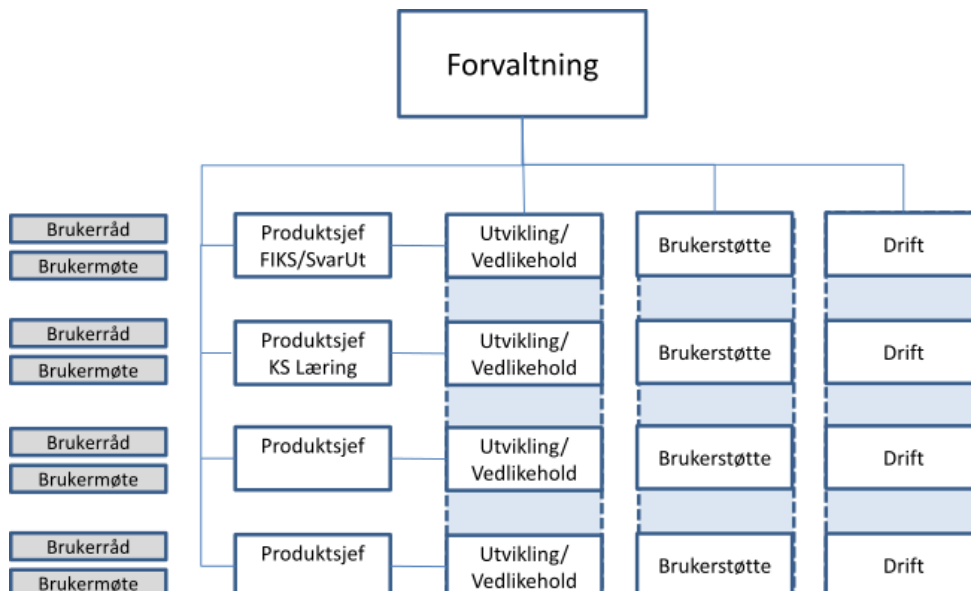 Forvaltning
Brukerråd
Brukermøte
Produktsjef
FIKS/SvarUt
Utvikling/
Vedlikehold
Brukerstøtte
Drift
Brukerråd
Brukermøte
Produktsjef
KS Læring
Utvikling/
Vedlikehold
Brukerstøtte
Drift
Brukerråd
Brukermøte
Produktsjef
Utvikling/
Vedlikehold
Brukerstøtte
Drift
Brukerråd
Brukermøte
Produktsjef
Utvikling/
Vedlikehold
Brukerstøtte
Drift